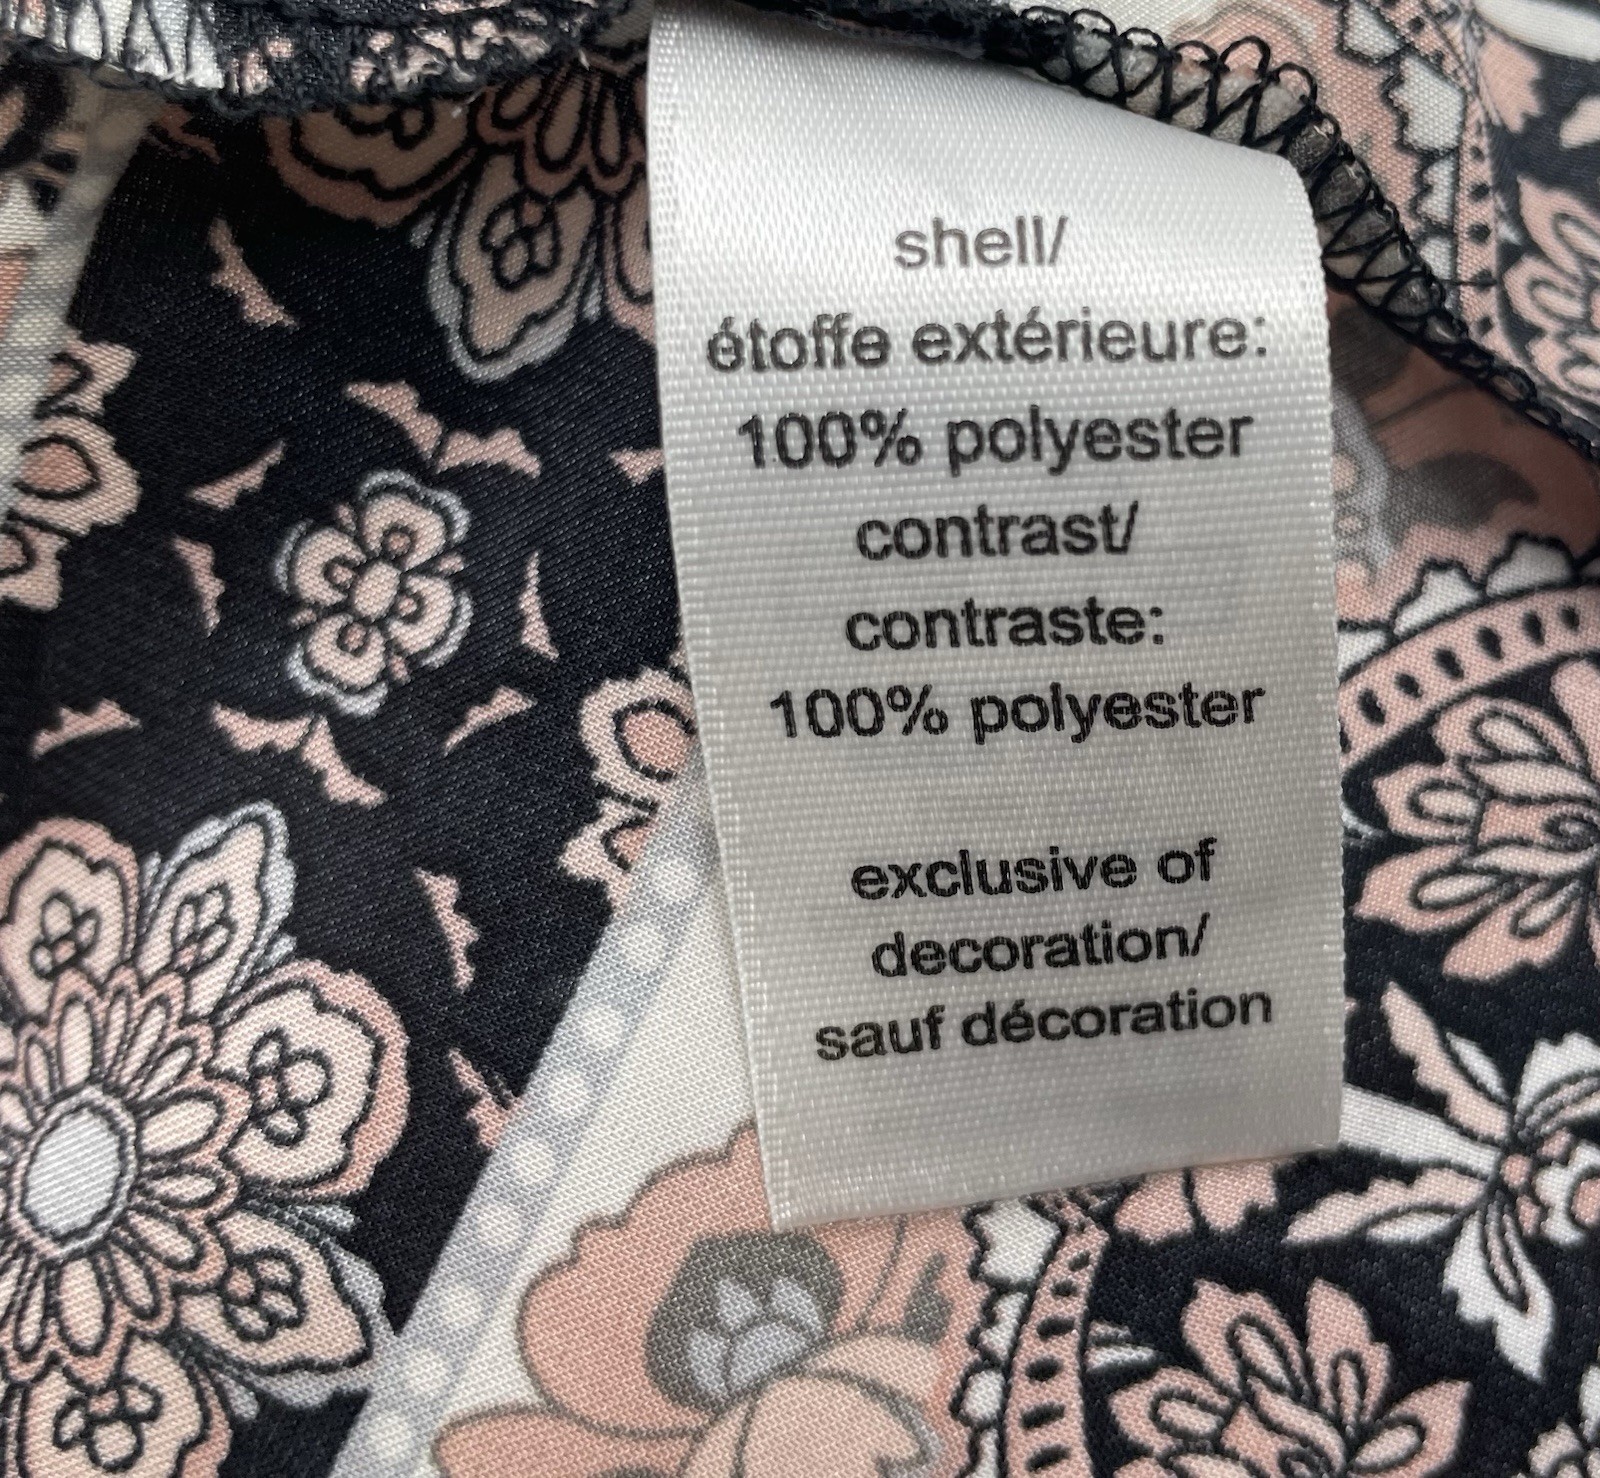 shell/
étoffe extérieure:
100% polyester
contrast/
contraste:
100% polyester
exclusive of
decoration/
sauf décoration